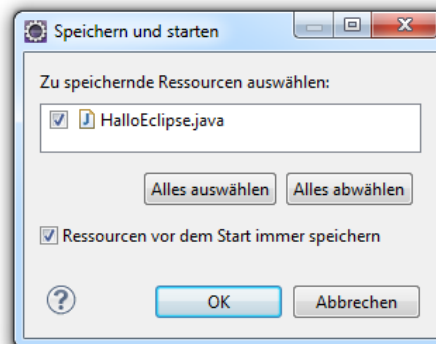 Speichern und starten
Zu speichernde Ressourcen auswählen:
HalloEclipse.java
Alles auswählen Alles abwählen
Ressourcen vor dem Start immer speichern
OK Abbrechen